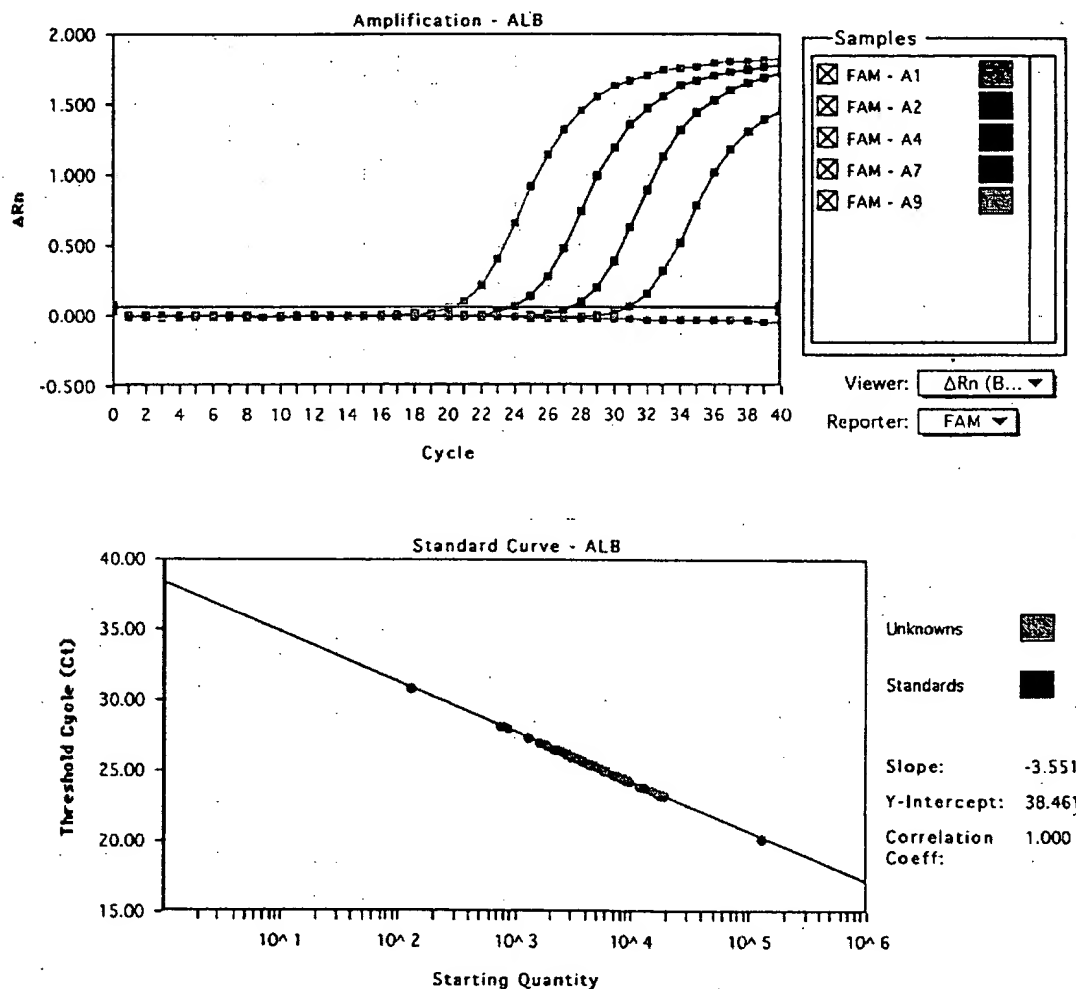 Amplification - ALB
2.000
1.500
1.000
0.500
0.000
-0.500
ΔRn
0 2 4 6 8 10 12 14 16 18 20 22 24 26 28 30 32 34 36 38 40
Cycle
Samples
FAM - A1
FAM - A2
FAM - A4
FAM - A7
FAM - A9
Viewer: ΔRn (B... ▼
Reporter: FAM ▼
Standard Curve - ALB
40.00
35.00
30.00
25.00
20.00
15.00
Threshold Cycle (Ct)
10^1 10^2 10^3 10^4 10^5 10^6
Starting Quantity
Unknowns
Standards
Slope: -3.551
Y-Intercept: 38.461
Correlation 1.000
Coeff: